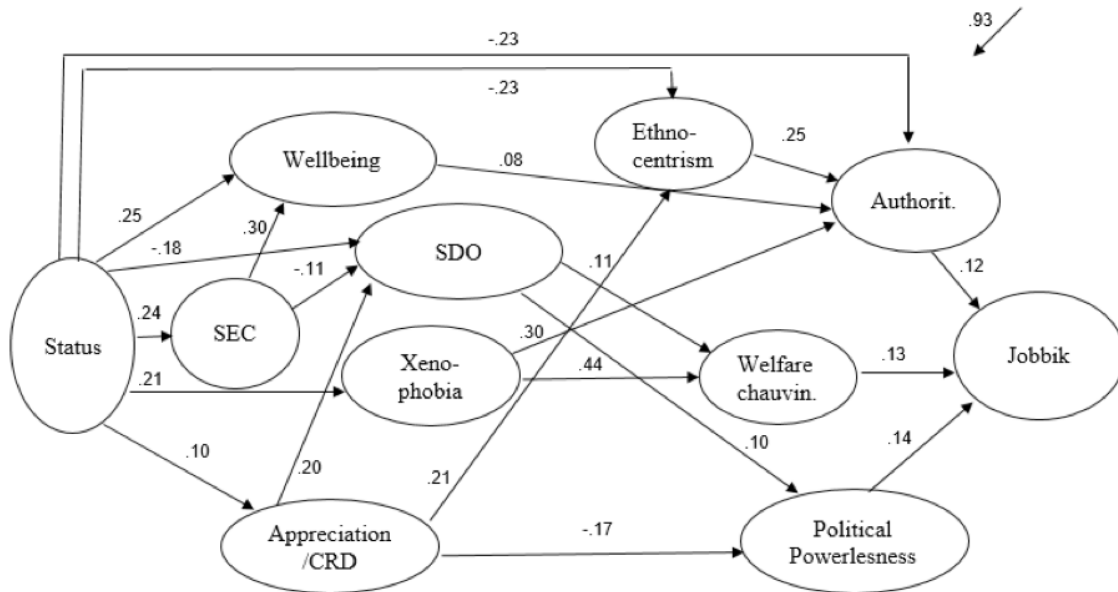 .93
-.23
-.23
Ethno-
centrism
.25
Wellbeing
.08
Authorit.
.25
.30
-.18
SDO
-.11
.11
.12
Status
.24
SEC
.30
Jobbik
.21
Xeno-
phobia
.44
Welfare
chauvin.
.13
.10
.20
.21
.10
.14
Appreciation
/CRD
-.17
Political
Powerlesness